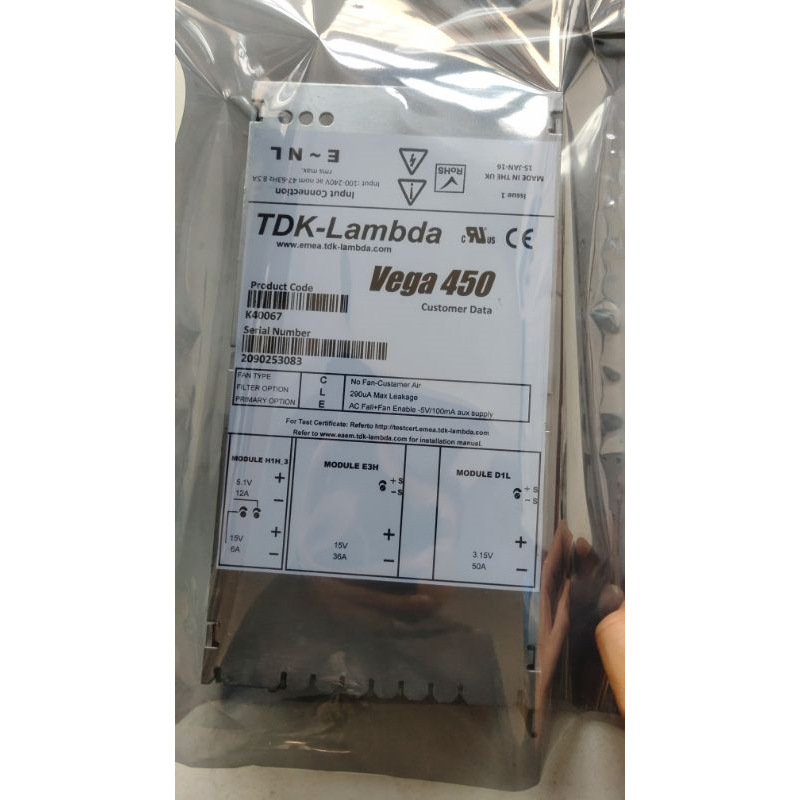 E ~ N L
Input Connection
Input :100-240V ac nom 47-63Hz 8.5A
rms max.
RoHS
Issue 1
MADE IN THE UK
15-JAN-16
TDK-Lambda
www.emea.tdk-lambda.com
c RU us CE
Vega 450
Customer Data
Product Code
K40067
Serial Number
2090253083
FAN TYPE C No Fan-Customer Air
FILTER OPTION L 290uA Max Leakage
PRIMARY OPTION E AC Fail+Fan Enable -5V/100mA aux supply
For Test Certificate: Referto http://testcert.emea.tdk-lambda.com
Refer to www.emea.tdk-lambda.com for installation manual.
MODULE H1H_3
5.1V
12A
+
−
15V
6A
+
−
MODULE E3H
+ S
− S
15V
36A
+
−
MODULE D1L
+ S
− S
3.15V
50A
+
−